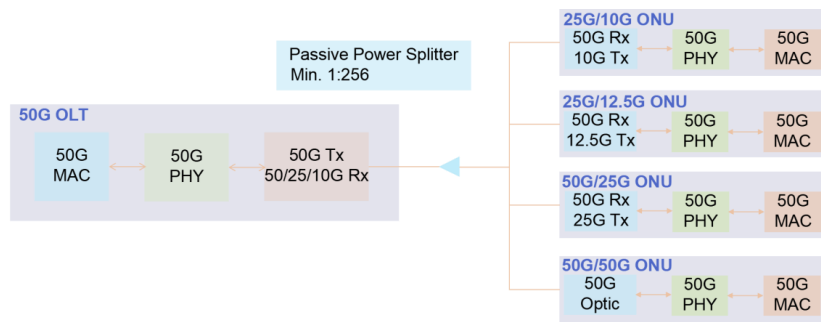 25G/10G ONU
50G Rx
10G Tx
50G
PHY
50G
MAC
Passive Power Splitter
Min. 1:256
25G/12.5G ONU
50G Rx
12.5G Tx
50G
PHY
50G
MAC
50G OLT
50G
MAC
50G
PHY
50G Tx
50/25/10G Rx
50G/25G ONU
50G Rx
25G Tx
50G
PHY
50G
MAC
50G/50G ONU
50G
Optic
50G
PHY
50G
MAC